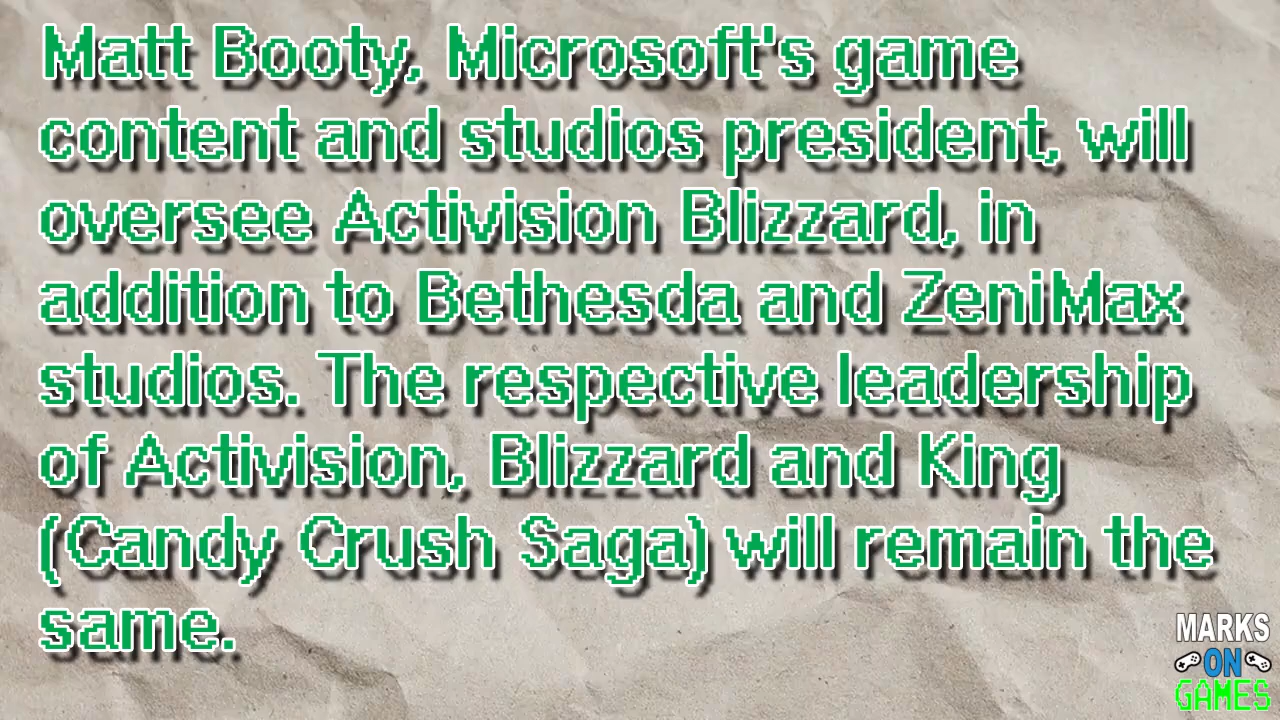 Matt Booty, Microsoft's game
content and studios president, will
oversee Activision Blizzard, in
addition to Bethesda and ZeniMax
studios. The respective leadership
of Activision, Blizzard and King
(Candy Crush Saga) will remain the
same.
MARKS
ON
GAMES